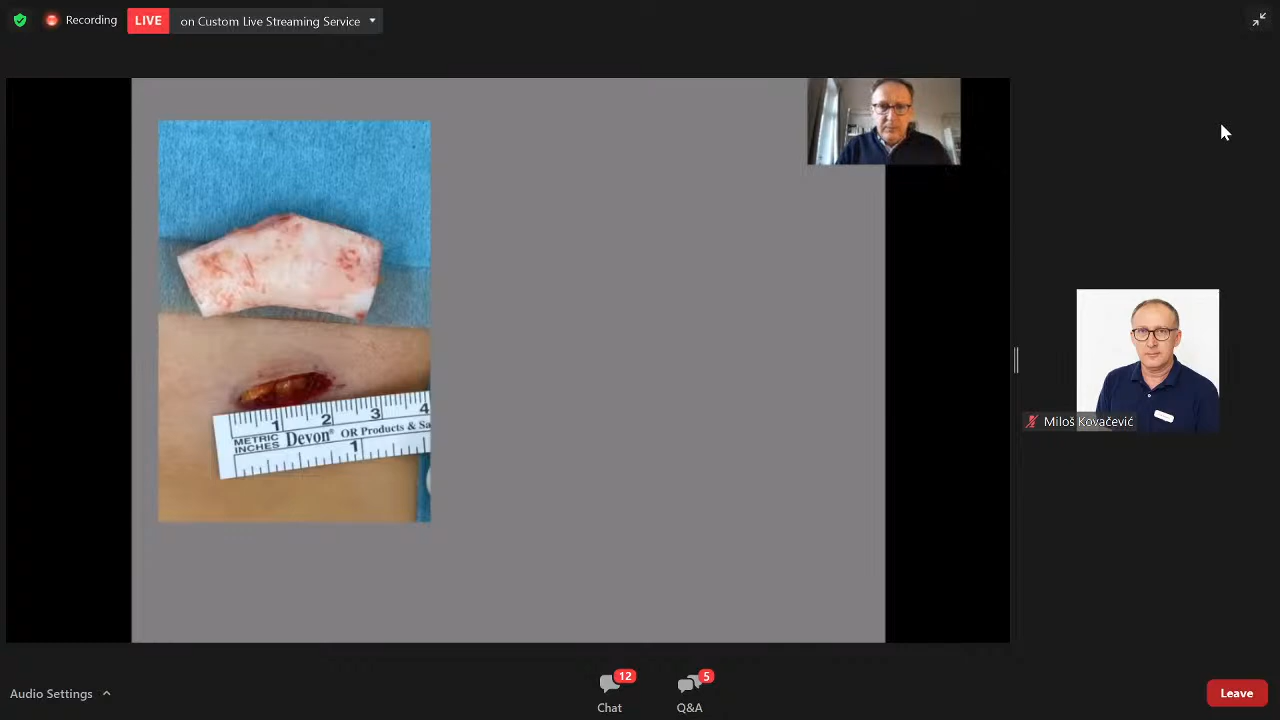 Recording
LIVE
on Custom Live Streaming Service
1 2 3 4
METRIC
INCHES
Devon® OR Products & Sa
1
Miloš Kovačević
Audio Settings
12
Chat
5
Q&A
Leave